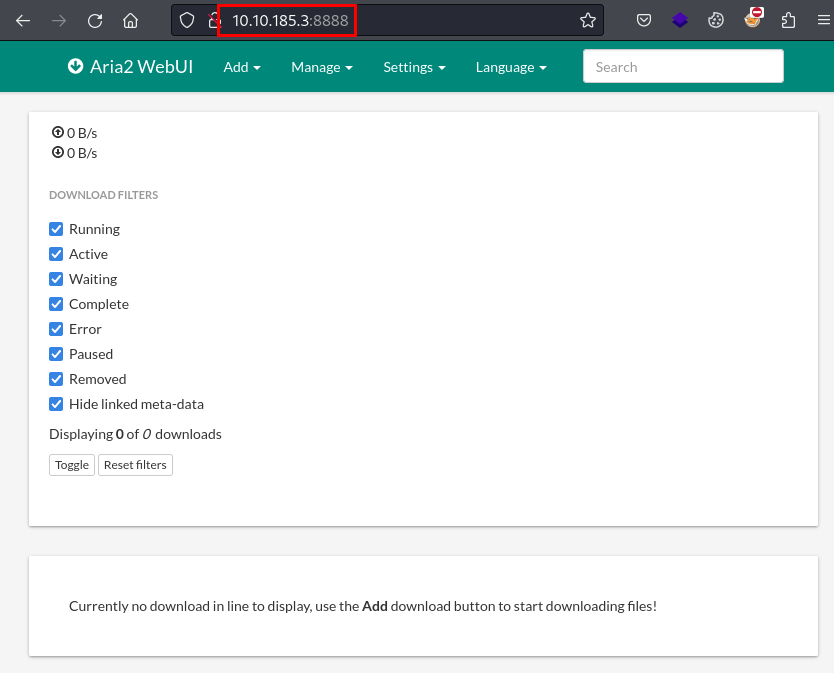 10.10.185.3:8888
Aria2 WebUI Add Manage Settings Language Search
0 B/s
0 B/s
DOWNLOAD FILTERS
Running
Active
Waiting
Complete
Error
Paused
Removed
Hide linked meta-data
Displaying 0 of 0 downloads
Toggle Reset filters
Currently no download in line to display, use the Add download button to start downloading files!